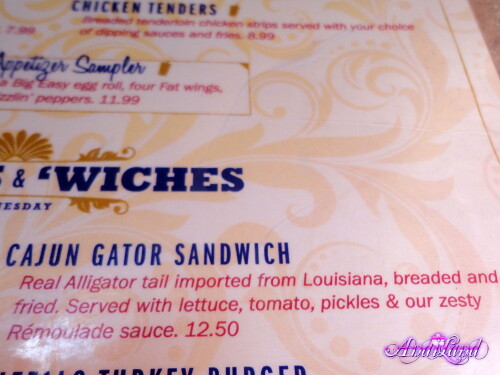 CHICKEN TENDERS
Breaded tenderloin chicken strips served with your choice
7.99 of dipping sauces and fries. 8.99
Appetizer Sampler
a Big Easy egg roll, four Fat wings,
peppers. 11.99
& 'WICHES
CAJUN GATOR SANDWICH
Real Alligator tail imported from Louisiana, breaded and
fried. Served with lettuce, tomato, pickles & our zesty
Rémoulade sauce. 12.50
TURKEY BURGER